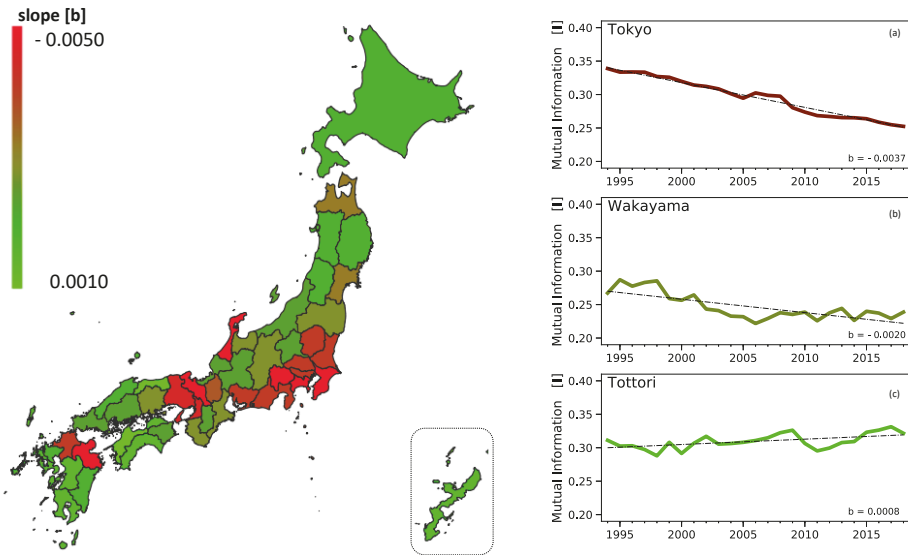 slope [b]
- 0.0050
0.0010
Tokyo
(a)
Mutual Information [I]
0.40
0.35
0.30
0.25
0.20
1995 2000 2005 2010 2015
b = - 0.0037
Wakayama
(b)
Mutual Information [I]
0.40
0.35
0.30
0.25
0.20
1995 2000 2005 2010 2015
b = - 0.0020
Tottori
(c)
Mutual Information [I]
0.40
0.35
0.30
0.25
0.20
1995 2000 2005 2010 2015
b = 0.0008